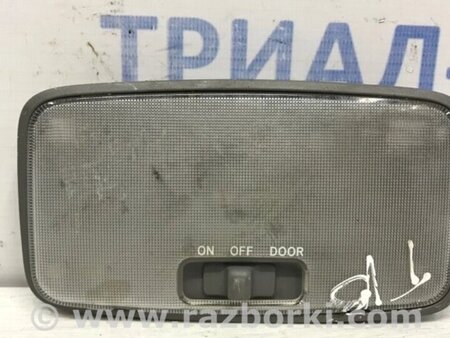 ТРИАЛ-
ON OFF DOOR
www.razborki.com